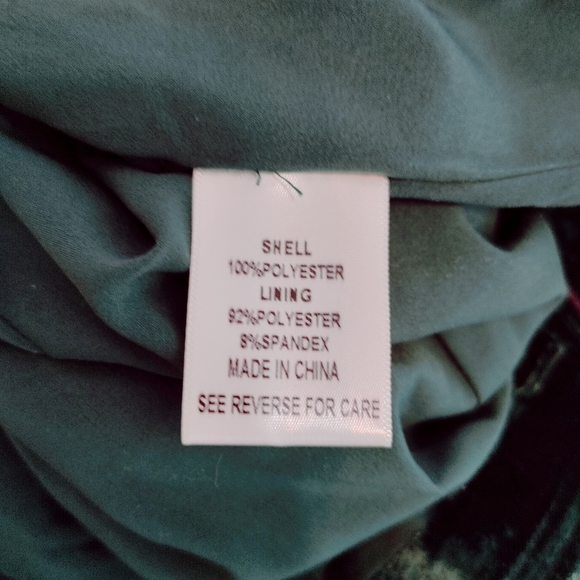 SHELL
100%POLYESTER
LINING
92%POLYESTER
8%SPANDEX
MADE IN CHINA
SEE REVERSE FOR CARE